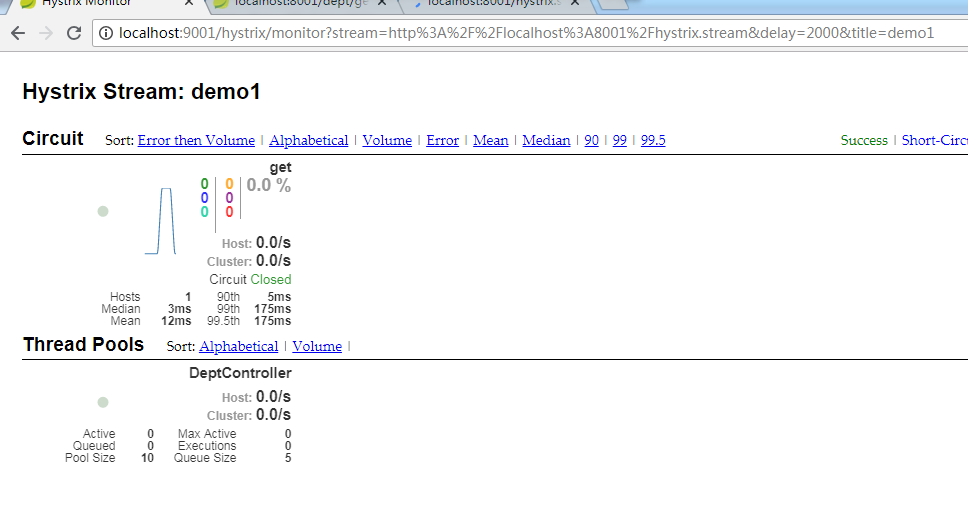 Hystrix Monitor
localhost:8001/dept/ge
localhost:8001/hystrix.s
localhost:9001/hystrix/monitor?stream=http%3A%2F%2Flocalhost%3A8001%2Fhystrix.stream&delay=2000&title=demo1
Hystrix Stream: demo1
Circuit Sort: Error then Volume | Alphabetical | Volume | Error | Mean | Median | 90 | 99 | 99.5 Success | Short-Circu
get
0 0 0.0 %
0 0
0 0
Host: 0.0/s
Cluster: 0.0/s
Circuit Closed
Hosts 1 90th 5ms
Median 3ms 99th 175ms
Mean 12ms 99.5th 175ms
Thread Pools Sort: Alphabetical | Volume |
DeptController
Host: 0.0/s
Cluster: 0.0/s
Active 0 Max Active 0
Queued 0 Executions 0
Pool Size 10 Queue Size 5